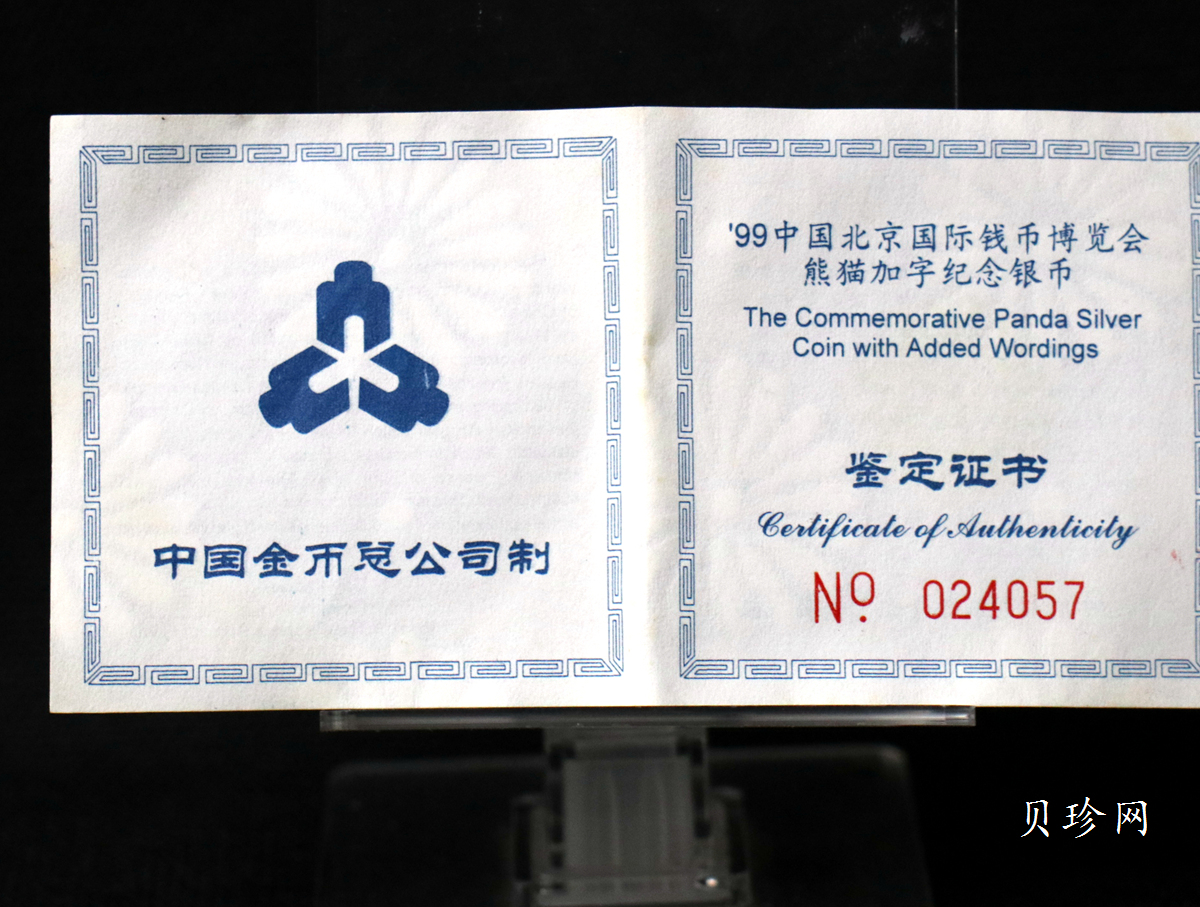 中国金币总公司制
'99中国北京国际钱币博览会
熊猫加字纪念银币
The Commemorative Panda Silver
Coin with Added Wordings
鉴定证书
Certificate of Authenticity
Nº 024057
贝珍网